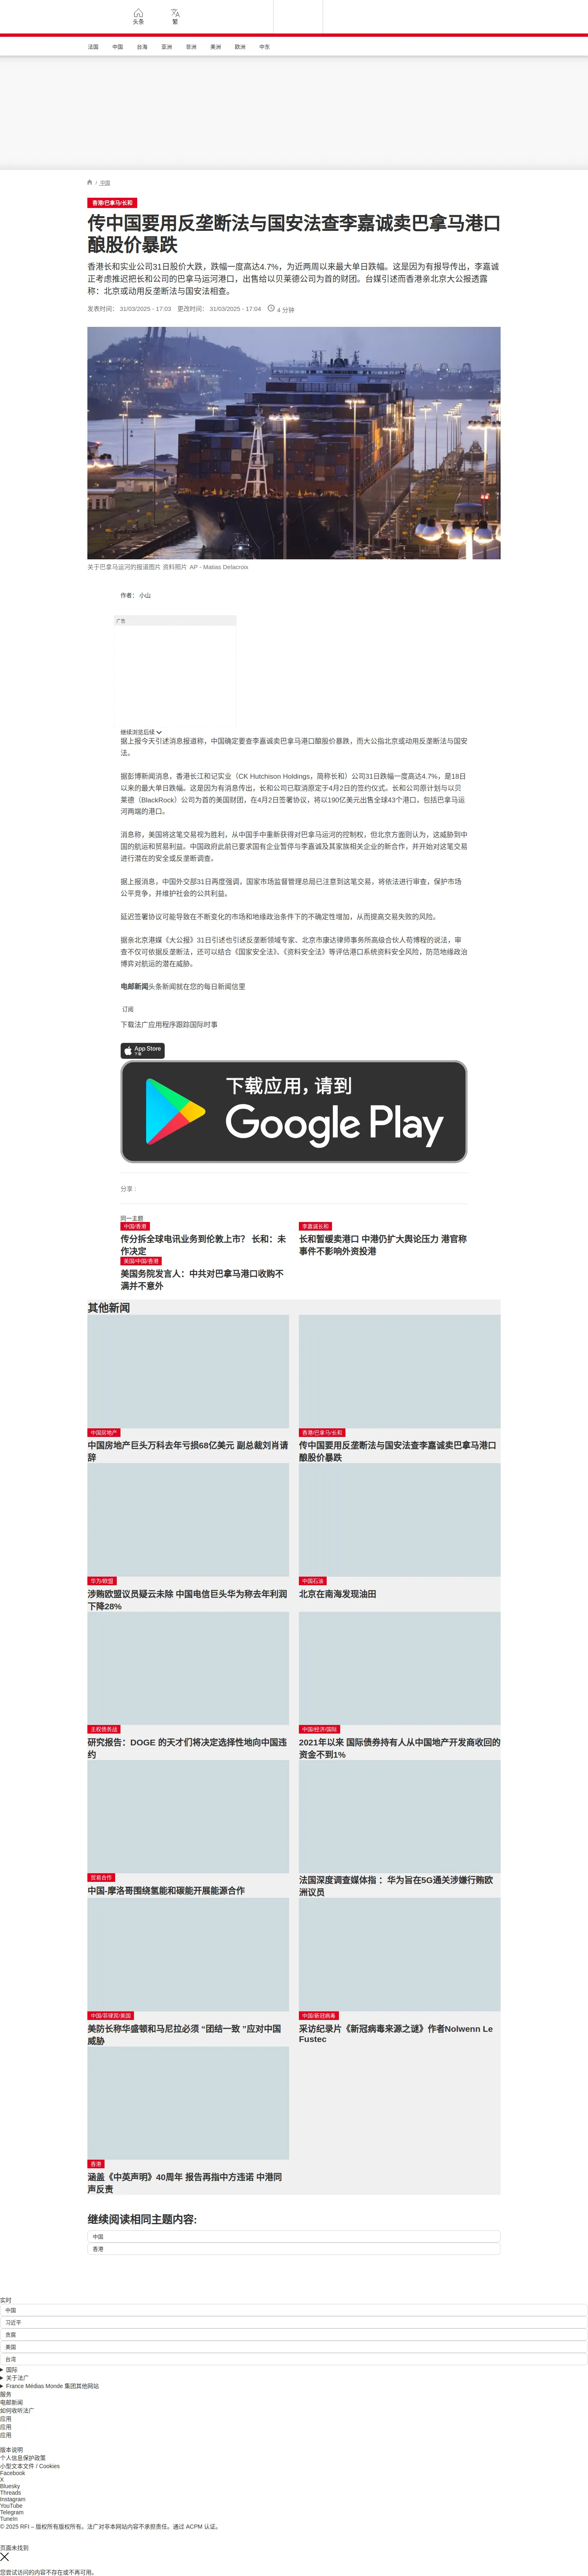 头条
繁
法国 中国 台海 亚洲 非洲 美洲 欧洲 中东
/ 中国
香港/巴拿马/长和
传中国要用反垄断法与国安法查李嘉诚卖巴拿马港口
酿股价暴跌
香港长和实业公司31日股价大跌，跌幅一度高达4.7%，为近两周以来最大单日跌幅。这是因为有报导传出，李嘉诚
正考虑推迟把长和公司的巴拿马运河港口，出售给以贝莱德公司为首的财团。台媒引述而香港亲北京大公报透露
称：北京或动用反垄断法与国安法相查。
发表时间： 31/03/2025 - 17:03 更改时间： 31/03/2025 - 17:04 4 分钟
关于巴拿马运河的报道图片 资料照片 AP - Matias Delacroix
作者： 小山
广告
继续浏览后续
据上报今天引述消息报道称，中国确定要查李嘉诚卖巴拿马港口酿股价暴跌，而大公指北京或动用反垄断法与国安
法。
据彭博新闻消息，香港长江和记实业（CK Hutchison Holdings，简称长和）公司31日跌幅一度高达4.7%，是18日
以来的最大单日跌幅。这是因为有消息传出，长和公司已取消原定于4月2日的签约仪式。长和公司原计划与以贝
莱德（BlackRock）公司为首的美国财团，在4月2日签署协议，将以190亿美元出售全球43个港口，包括巴拿马运
河两端的港口。
消息称，美国将这笔交易视为胜利，从中国手中重新获得对巴拿马运河的控制权，但北京方面则认为，这威胁到中
国的航运和贸易利益。中国政府此前已要求国有企业暂停与李嘉诚及其家族相关企业的新合作，并开始对这笔交易
进行潜在的安全或反垄断调查。
据上报消息，中国外交部31日再度强调，国家市场监督管理总局已注意到这笔交易，将依法进行审查，保护市场
公平竞争，并维护社会的公共利益。
延迟签署协议可能导致在不断变化的市场和地缘政治条件下的不确定性增加，从而提高交易失败的风险。
据亲北京港媒《大公报》31日引述也引述反垄断领域专家、北京市康达律师事务所高级合伙人苟博程的说法，审
查不仅可依据反垄断法，还可以结合《国家安全法》、《资料安全法》等评估港口系统资料安全风险，防范地缘政治
博弈对航运的潜在威胁。
电邮新闻头条新闻就在您的每日新闻信里
订阅
下载法广应用程序跟踪国际时事
App Store
下载
下载应用，请到
Google Play
分享 :
同一主题
中国/香港
传分拆全球电讯业务到伦敦上市？ 长和：未
作决定
李嘉诚长和
长和暂缓卖港口 中港仍扩大舆论压力 港官称
事件不影响外资投港
美国/中国/香港
美国务院发言人：中共对巴拿马港口收购不
满并不意外
其他新闻
中国房地产
中国房地产巨头万科去年亏损68亿美元 副总裁刘肖请
辞
香港/巴拿马/长和
传中国要用反垄断法与国安法查李嘉诚卖巴拿马港口
酿股价暴跌
华为/欧盟
涉贿欧盟议员疑云未除 中国电信巨头华为称去年利润
下降28%
中国石油
北京在南海发现油田
主权债务战
研究报告：DOGE 的天才们将决定选择性地向中国违
约
中国/经济/国际
2021年以来 国际债券持有人从中国地产开发商收回的
资金不到1%
贸易合作
中国-摩洛哥围绕氢能和碳能开展能源合作
法国深度调查媒体指： 华为旨在5G通关涉嫌行贿欧
洲议员
中国/菲律宾/美国
美防长称华盛顿和马尼拉必须 “团结一致 ”应对中国
威胁
中国/新冠病毒
采访纪录片《新冠病毒来源之谜》作者Nolwenn Le
Fustec
香港
涵盖《中英声明》40周年 报告再指中方违诺 中港同
声反责
继续阅读相同主题内容:
中国
香港
实时
中国
习近平
贪腐
美国
台湾
国际
关于法广
France Médias Monde 集团其他网站
服务
电邮新闻
如何收听法广
应用
应用
应用
版本说明
个人信息保护政策
小型文本文件 / Cookies
Facebook
X
Bluesky
Threads
Instagram
YouTube
Telegram
TuneIn
© 2025 RFI – 版权所有版权所有。法广对非本网站内容不承担责任。通过 ACPM 认证。
页面未找到
您尝试访问的内容不存在或不再可用。